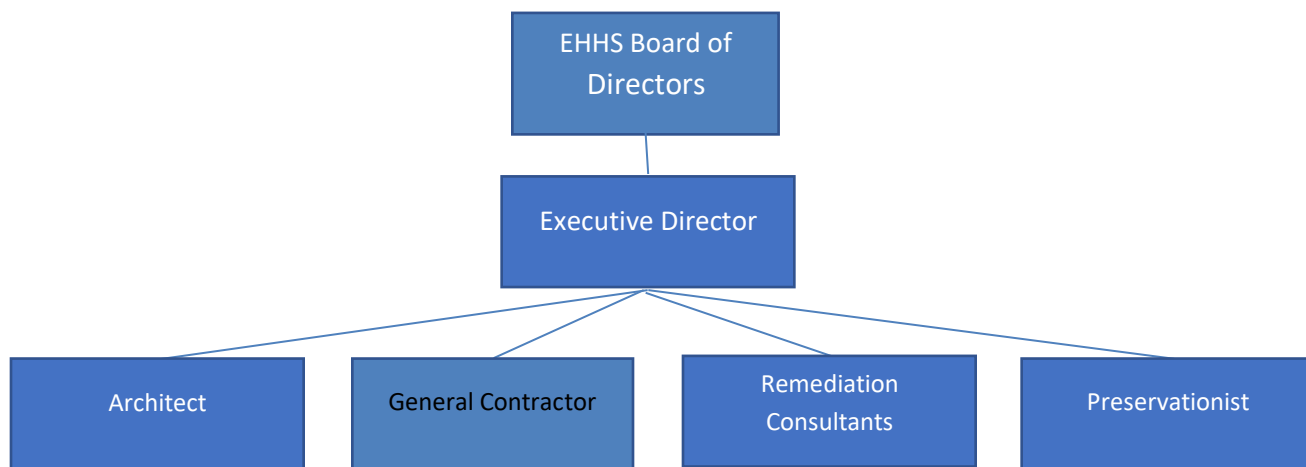 EHHS Board of
Directors
Executive Director
Architect
General Contractor
Remediation
Consultants
Preservationist